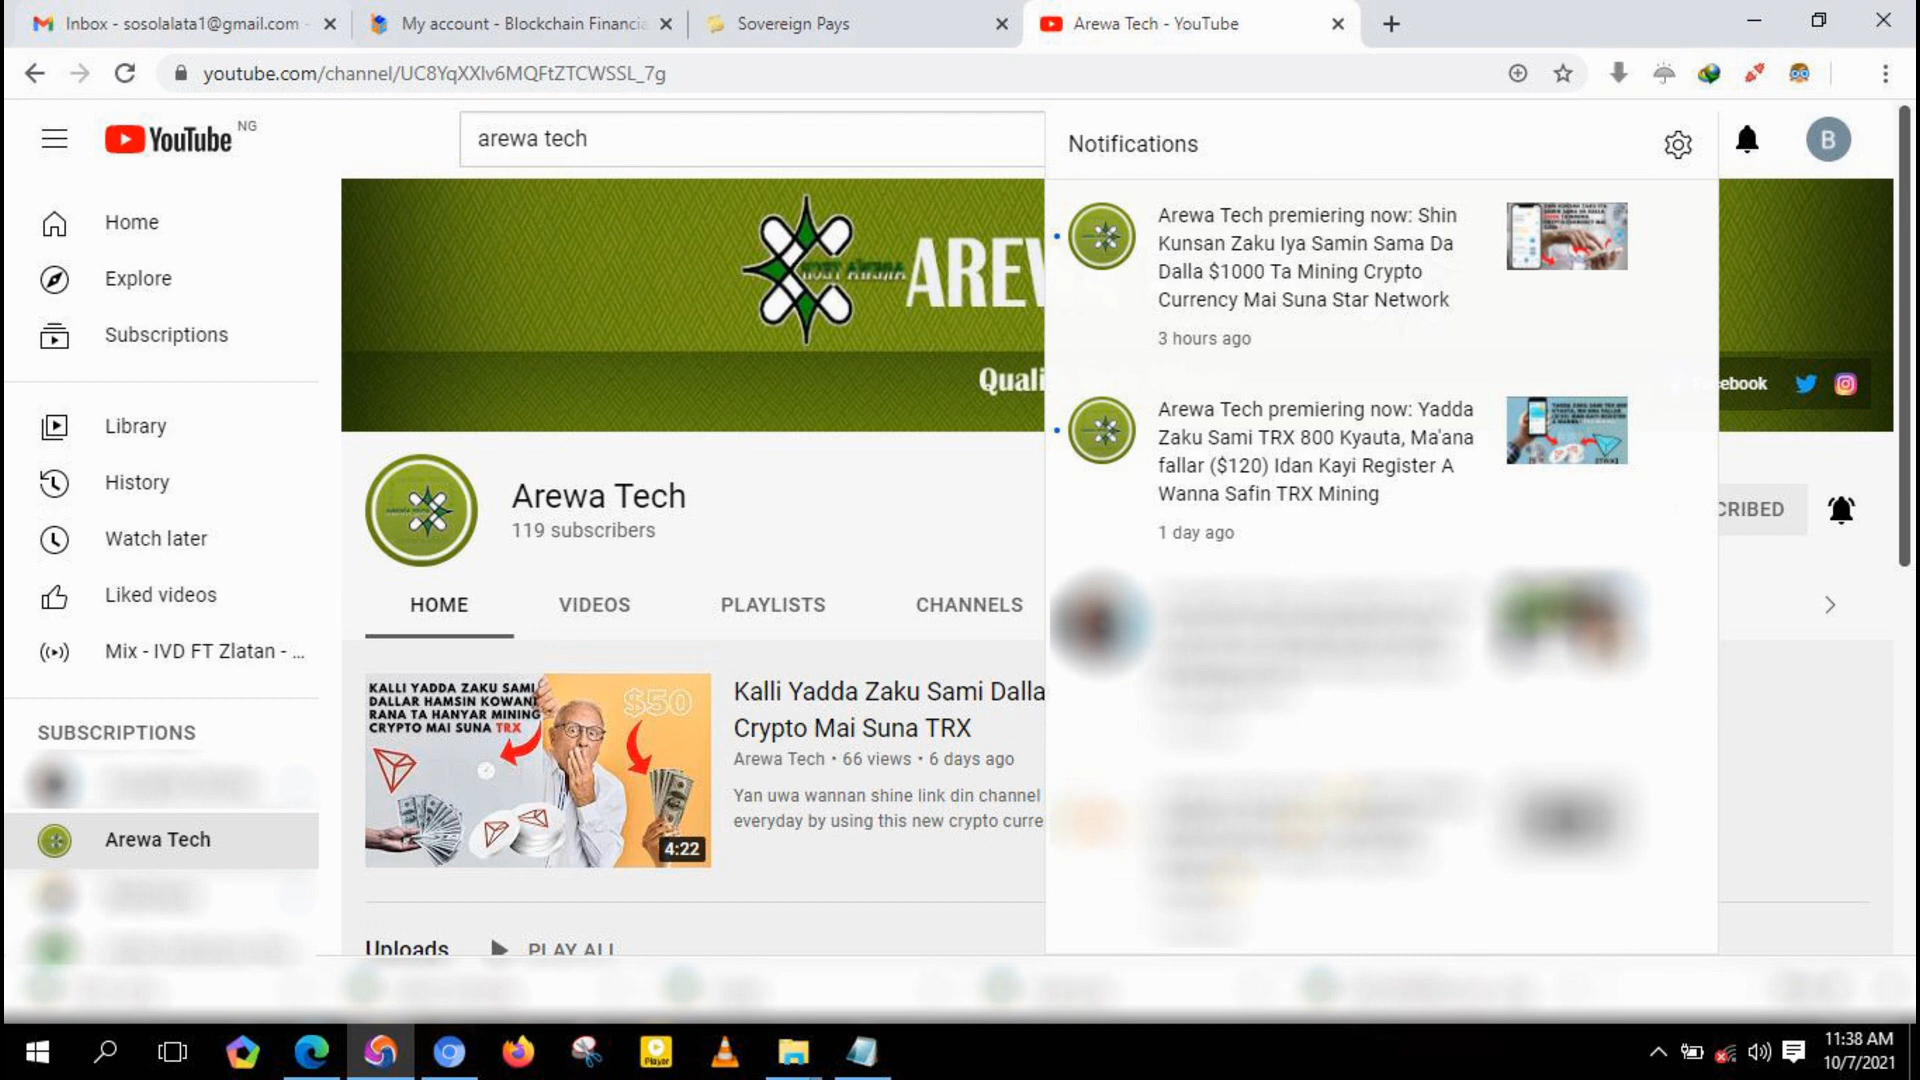 Inbox - sosolalata1@gmail.com -
My account - Blockchain Financia
Sovereign Pays
Arewa Tech - YouTube
youtube.com/channel/UC8YqXXIv6MQFtZTCWSSL_7g
YouTube NG
arewa tech
Notifications
B
Home
Explore
Subscriptions
Library
History
Watch later
Liked videos
Mix - IVD FT Zlatan - ...
SUBSCRIPTIONS
Arewa Tech
AREW
Quali
ebook
Arewa Tech
119 subscribers
CRIBED
HOME
VIDEOS
PLAYLISTS
CHANNELS
KALLI YADDA ZAKU SAMI
DALLAR HAMSIN KOWANI
RANA TA HANYAR MINING
CRYPTO MAI SUNA TRX
$50
4:22
Kalli Yadda Zaku Sami Dalla
Crypto Mai Suna TRX
Arewa Tech • 66 views • 6 days ago
Yan uwa wannan shine link din channel
everyday by using this new crypto curre
Uploads
PLAY ALL
Arewa Tech premiering now: Shin
Kunsan Zaku Iya Samin Sama Da
Dalla $1000 Ta Mining Crypto
Currency Mai Suna Star Network
3 hours ago
Arewa Tech premiering now: Yadda
Zaku Sami TRX 800 Kyauta, Ma'ana
fallar ($120) Idan Kayi Register A
Wanna Safin TRX Mining
1 day ago
Player
11:38 AM
10/7/2021